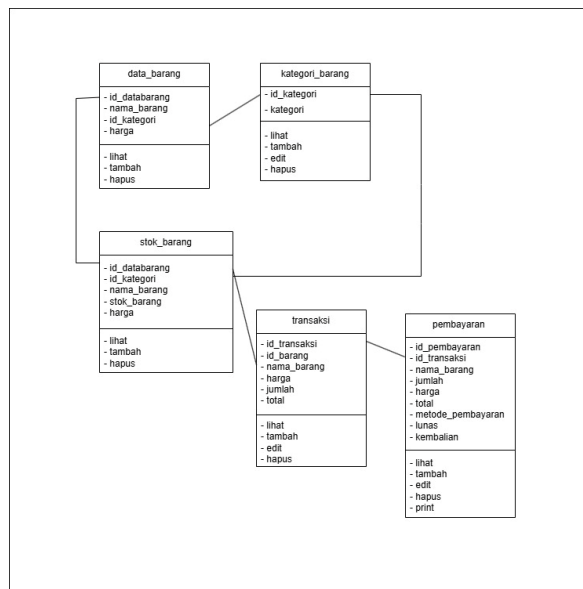 data_barang
- id_databarang
- nama_barang
- id_kategori
- harga
- lihat
- tambah
- hapus
kategori_barang
- id_kategori
- kategori
- lihat
- tambah
- edit
- hapus
stok_barang
- id_databarang
- id_kategori
- nama_barang
- stok_barang
- harga
- lihat
- tambah
- hapus
transaksi
- id_transaksi
- id_barang
- nama_barang
- harga
- jumlah
- total
- lihat
- tambah
- edit
- hapus
pembayaran
- id_pembayaran
- id_transaksi
- nama_barang
- jumlah
- harga
- total
- metode_pembayaran
- lunas
- kembalian
- lihat
- tambah
- edit
- hapus
- print